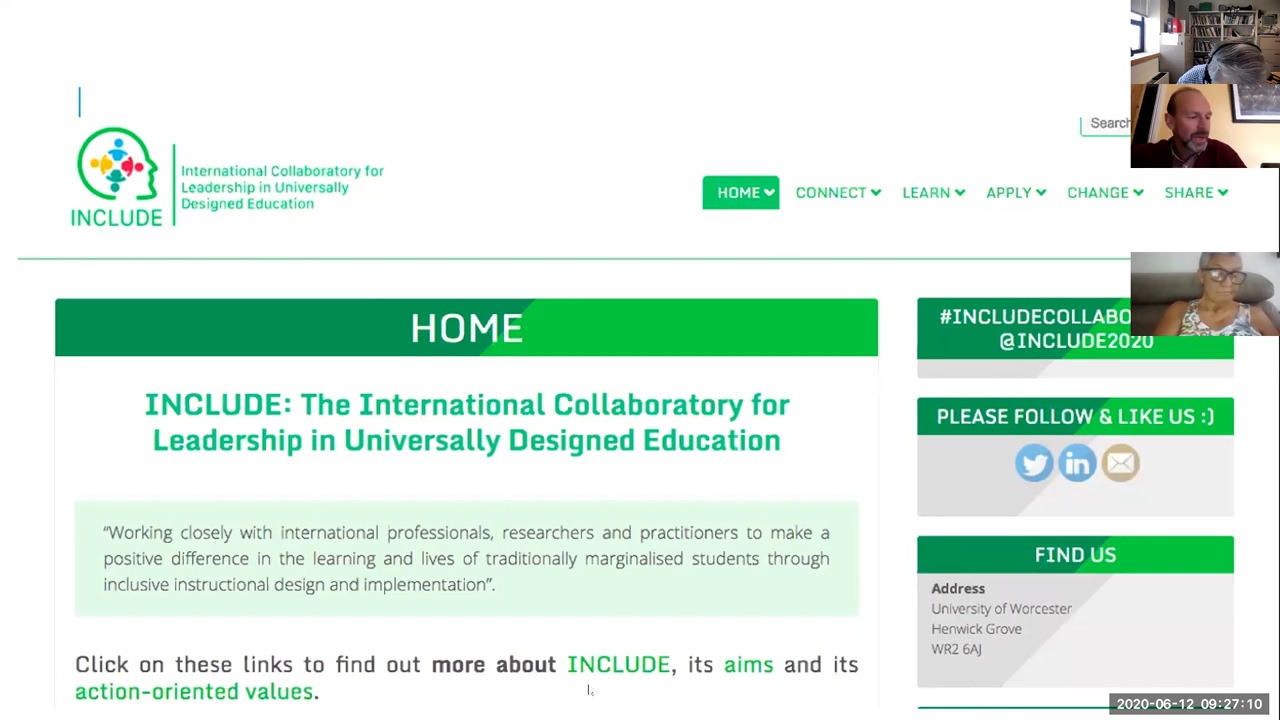 Search
International Collaboratory for
Leadership in Universally
Designed Education
INCLUDE
HOME
CONNECT
LEARN
APPLY
CHANGE
SHARE
HOME
INCLUDE: The International Collaboratory for
Leadership in Universally Designed Education
“Working closely with international professionals, researchers and practitioners to make a
positive difference in the learning and lives of traditionally marginalised students through
inclusive instructional design and implementation”.
Click on these links to find out more about INCLUDE, its aims and its
action-oriented values.
#INCLUDECOLLABO
@INCLUDE2020
PLEASE FOLLOW & LIKE US :)
in
FIND US
Address
University of Worcester
Henwick Grove
WR2 6AJ
2020-06-12 09:27:10